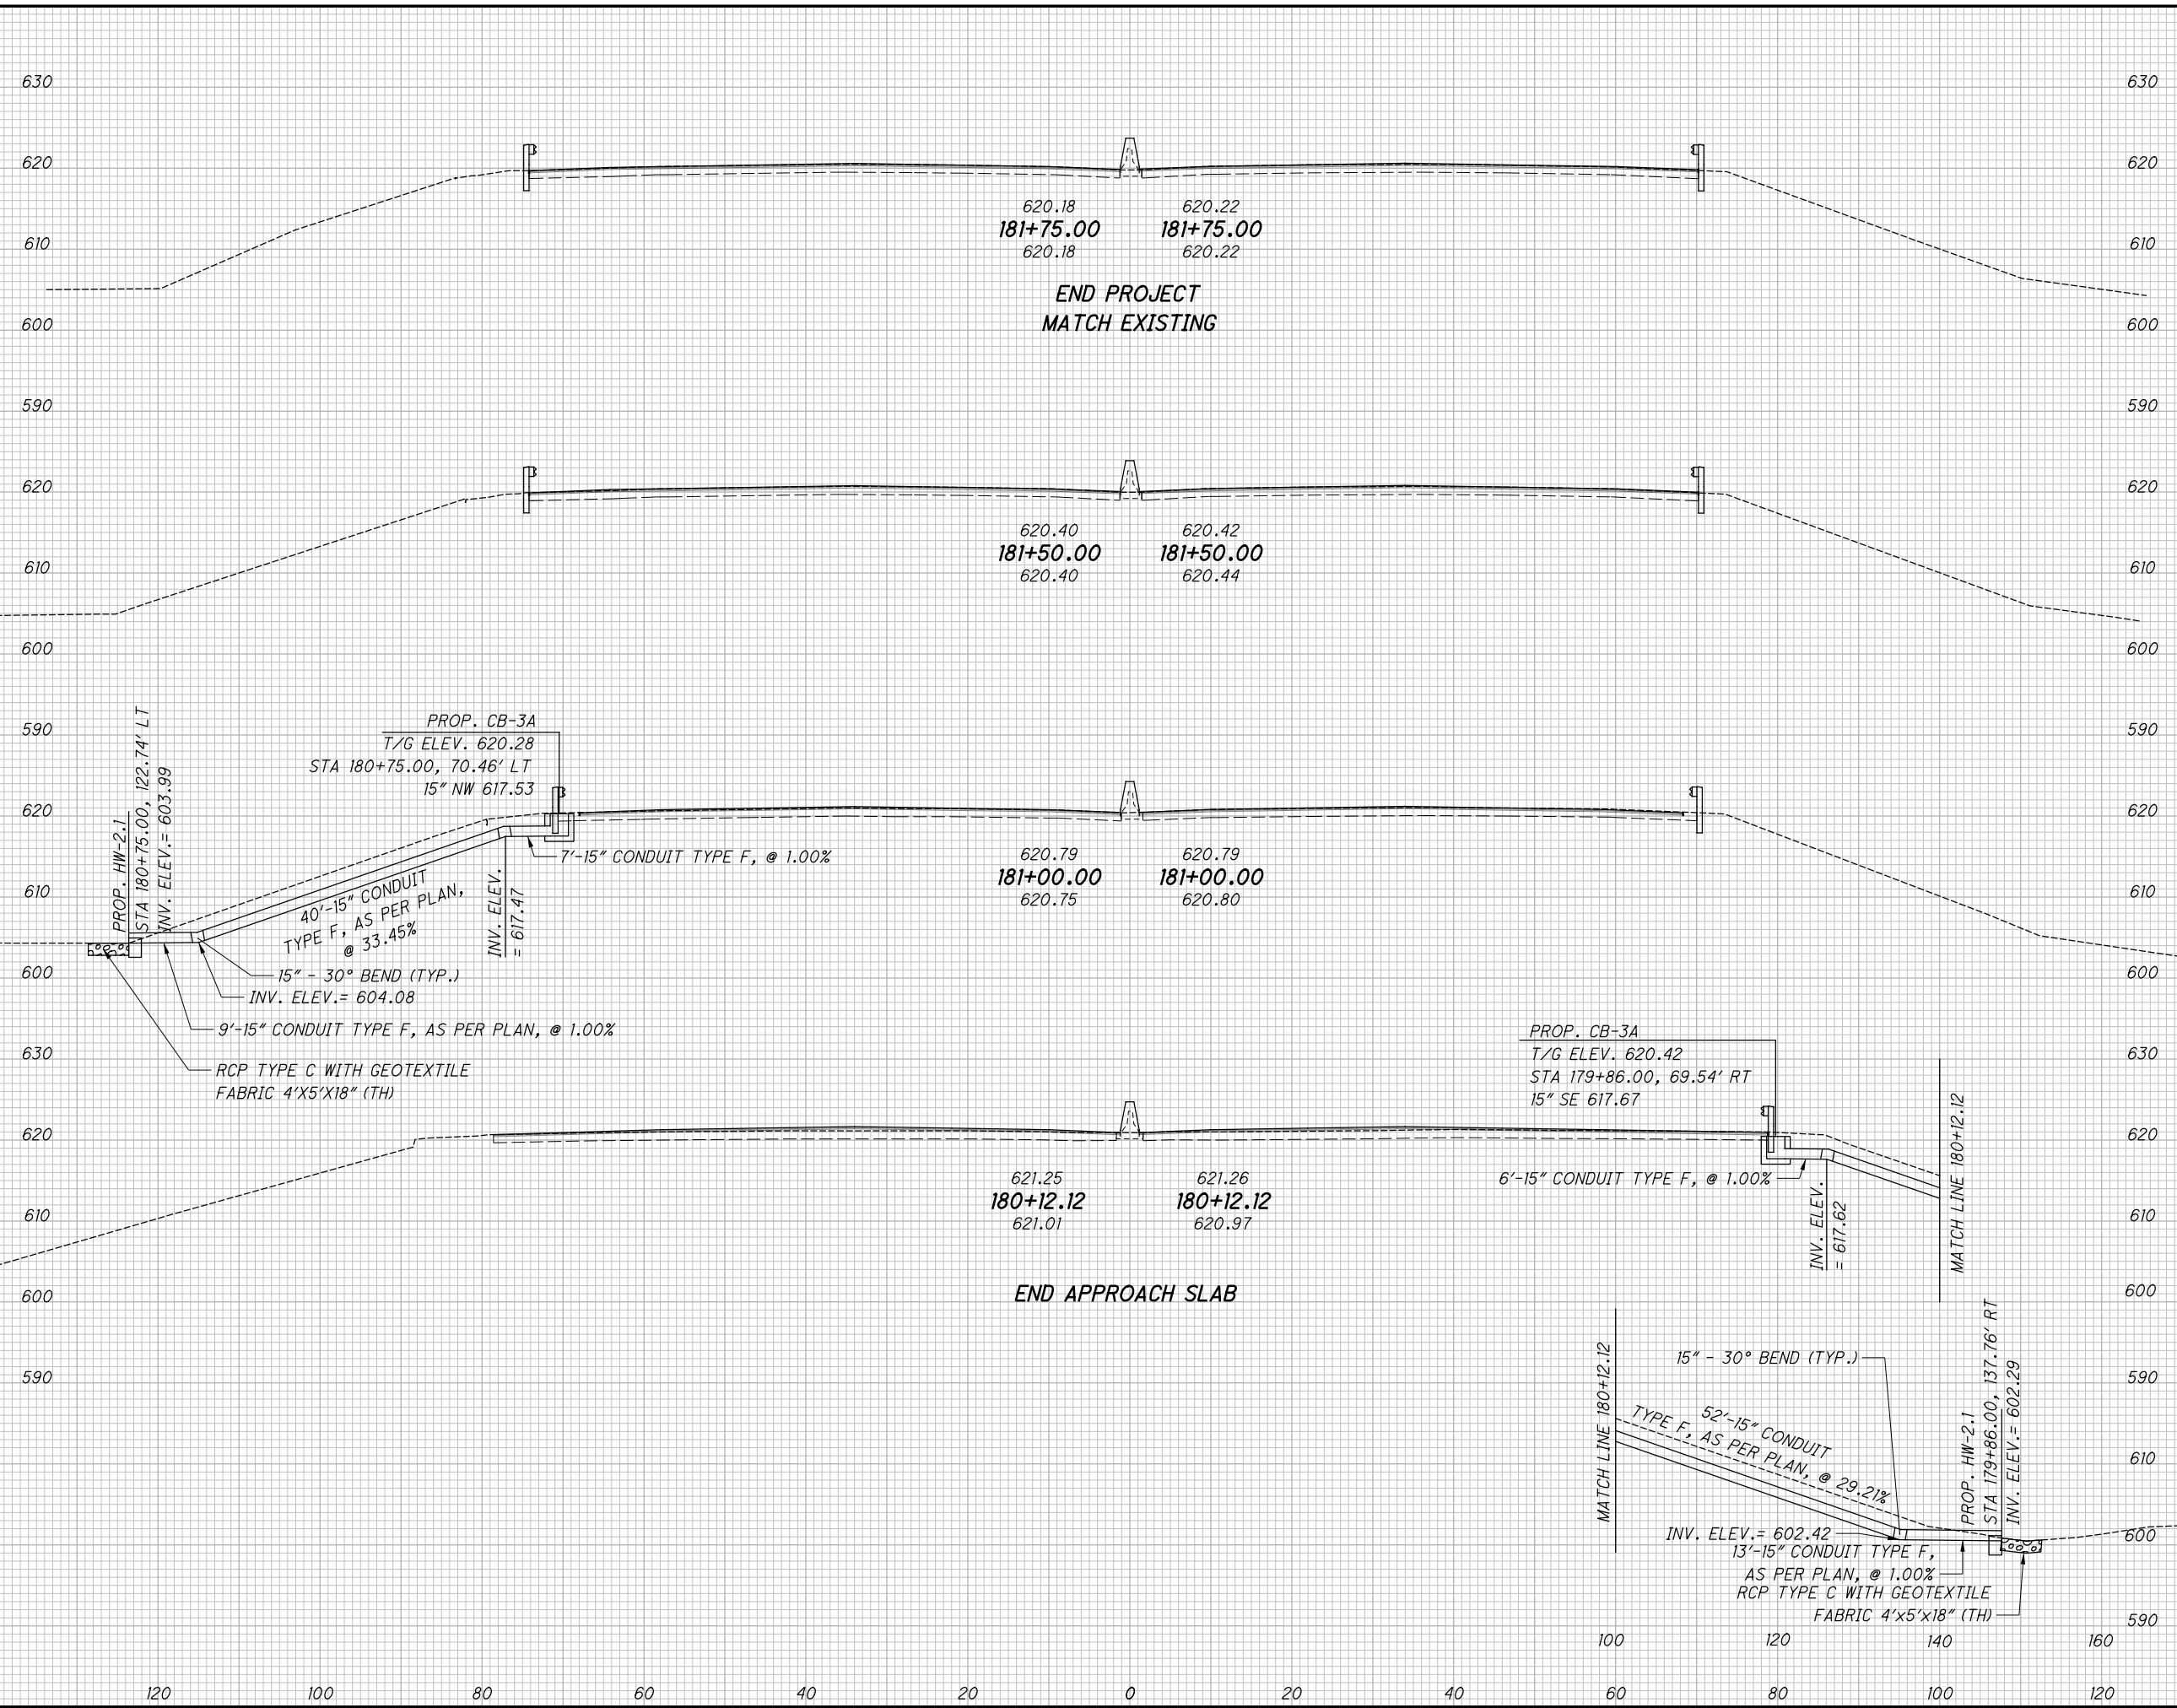 630
630
620
620
620.18
620.22
181+75.00
181+75.00
620.18
620.22
610
610
END PROJECT
MATCH EXISTING
600
600
590
590
620
620
620.40
620.42
181+50.00
181+50.00
620.40
620.44
610
610
600
600
590
590
PROP. CB-3A
T/G ELEV. 620.28
STA 180+75.00, 70.46' LT
15" NW 617.53
PROP. HW-2.1
STA 180+75.00, 122.74' LT
INV. ELEV.= 603.99
620
620
7'-15" CONDUIT TYPE F, @ 1.00%
620.79
620.79
181+00.00
181+00.00
620.75
620.80
610
610
40'-15" CONDUIT
TYPE F, AS PER PLAN,
@ 33.45%
INV. ELEV.
= 617.47
600
600
15" - 30° BEND (TYP.)
INV. ELEV.= 604.08
9'-15" CONDUIT TYPE F, AS PER PLAN, @ 1.00%
RCP TYPE C WITH GEOTEXTILE
FABRIC 4'X5'X18" (TH)
630
630
PROP. CB-3A
T/G ELEV. 620.42
STA 179+86.00, 69.54' RT
15" SE 617.67
MATCH LINE 180+12.12
620
620
6'-15" CONDUIT TYPE F, @ 1.00%
621.25
621.26
180+12.12
180+12.12
621.01
620.97
INV. ELEV.
= 617.62
610
610
END APPROACH SLAB
600
600
MATCH LINE 180+12.12
15" - 30° BEND (TYP.)
590
590
52'-15" CONDUIT
TYPE F, AS PER PLAN, @ 29.21%
PROP. HW-2.1
STA 179+86.00, 137.76' RT
INV. ELEV.= 602.29
610
INV. ELEV.= 602.42
600
13'-15" CONDUIT TYPE F,
AS PER PLAN, @ 1.00%
RCP TYPE C WITH GEOTEXTILE
FABRIC 4'x5'x18" (TH)
590
100 120 140 160
120 100 80 60 40 20 0 20 40 60 80 100 120